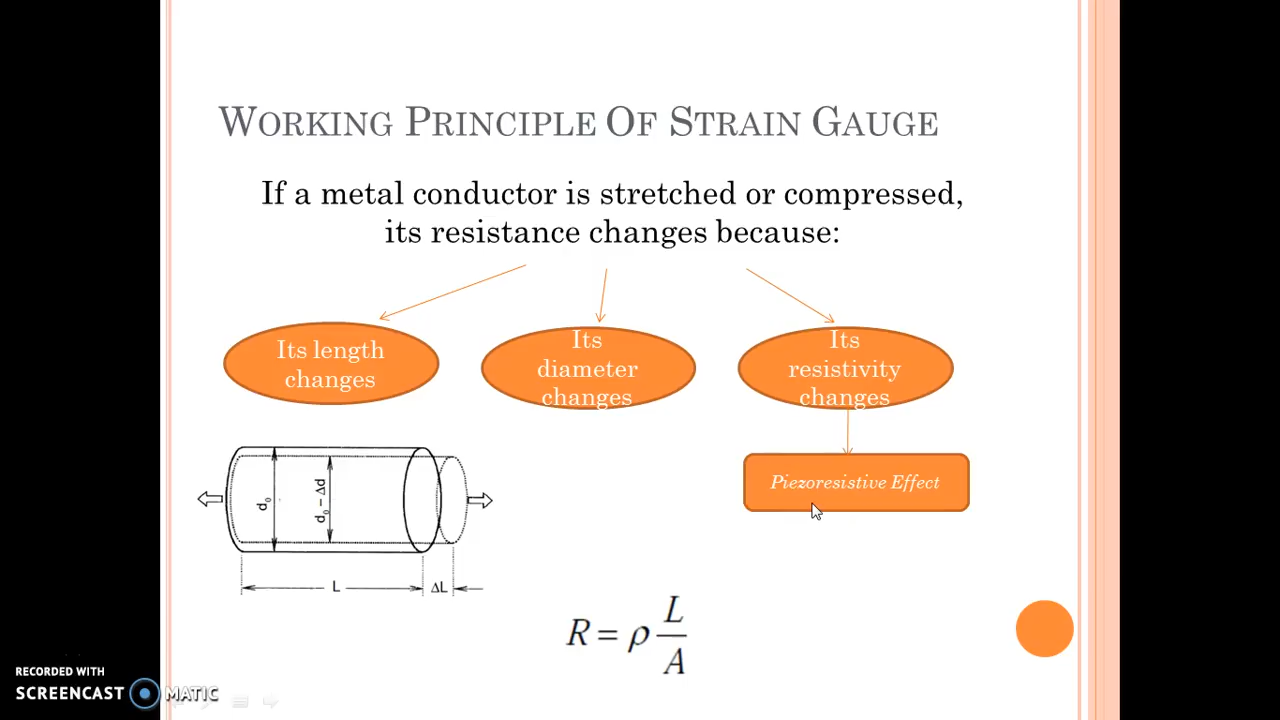 WORKING PRINCIPLE OF STRAIN GAUGE
If a metal conductor is stretched or compressed,
its resistance changes because:
Its length
changes
Its
diameter
changes
Its
resistivity
changes
Piezoresistive Effect
d₀
d₀ – Δd
L
ΔL
R = ρ L/A
RECORDED WITH
SCREENCAST MATIC